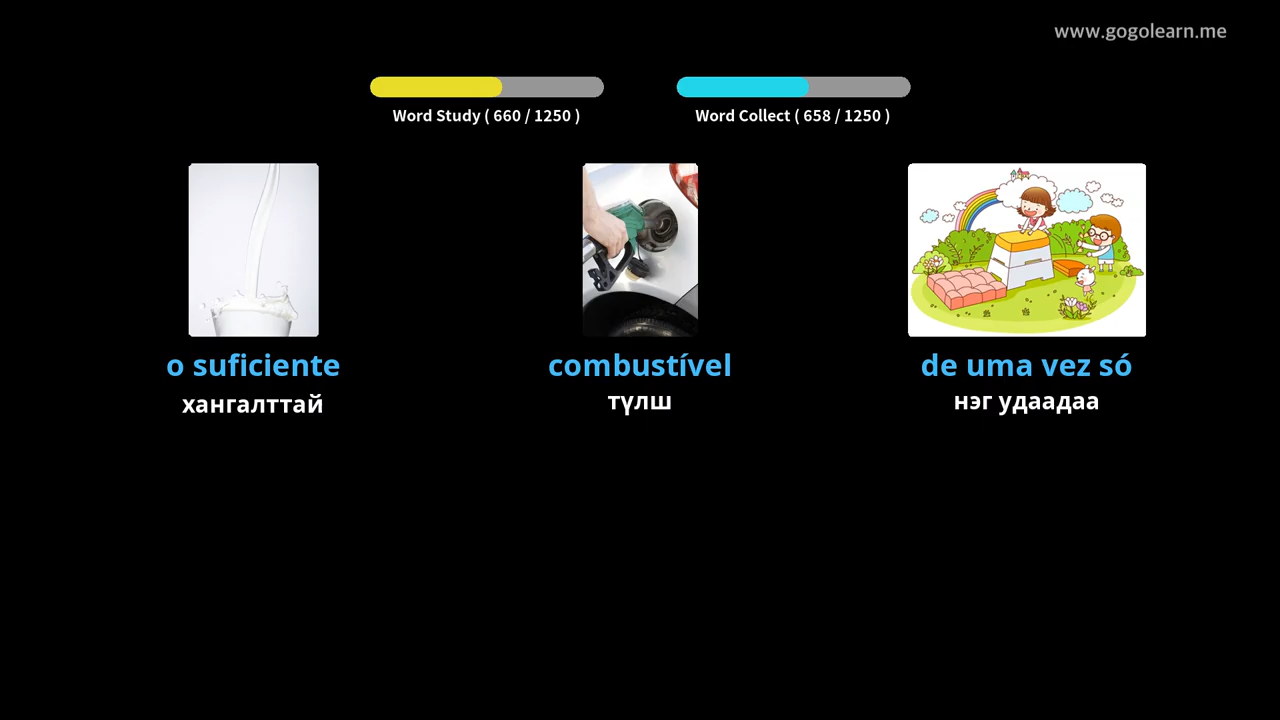 www.gogolearn.me
Word Study ( 660 / 1250 )
Word Collect ( 658 / 1250 )
o suficiente
combustível
de uma vez só
хангалттай
түлш
нэг удаадаа